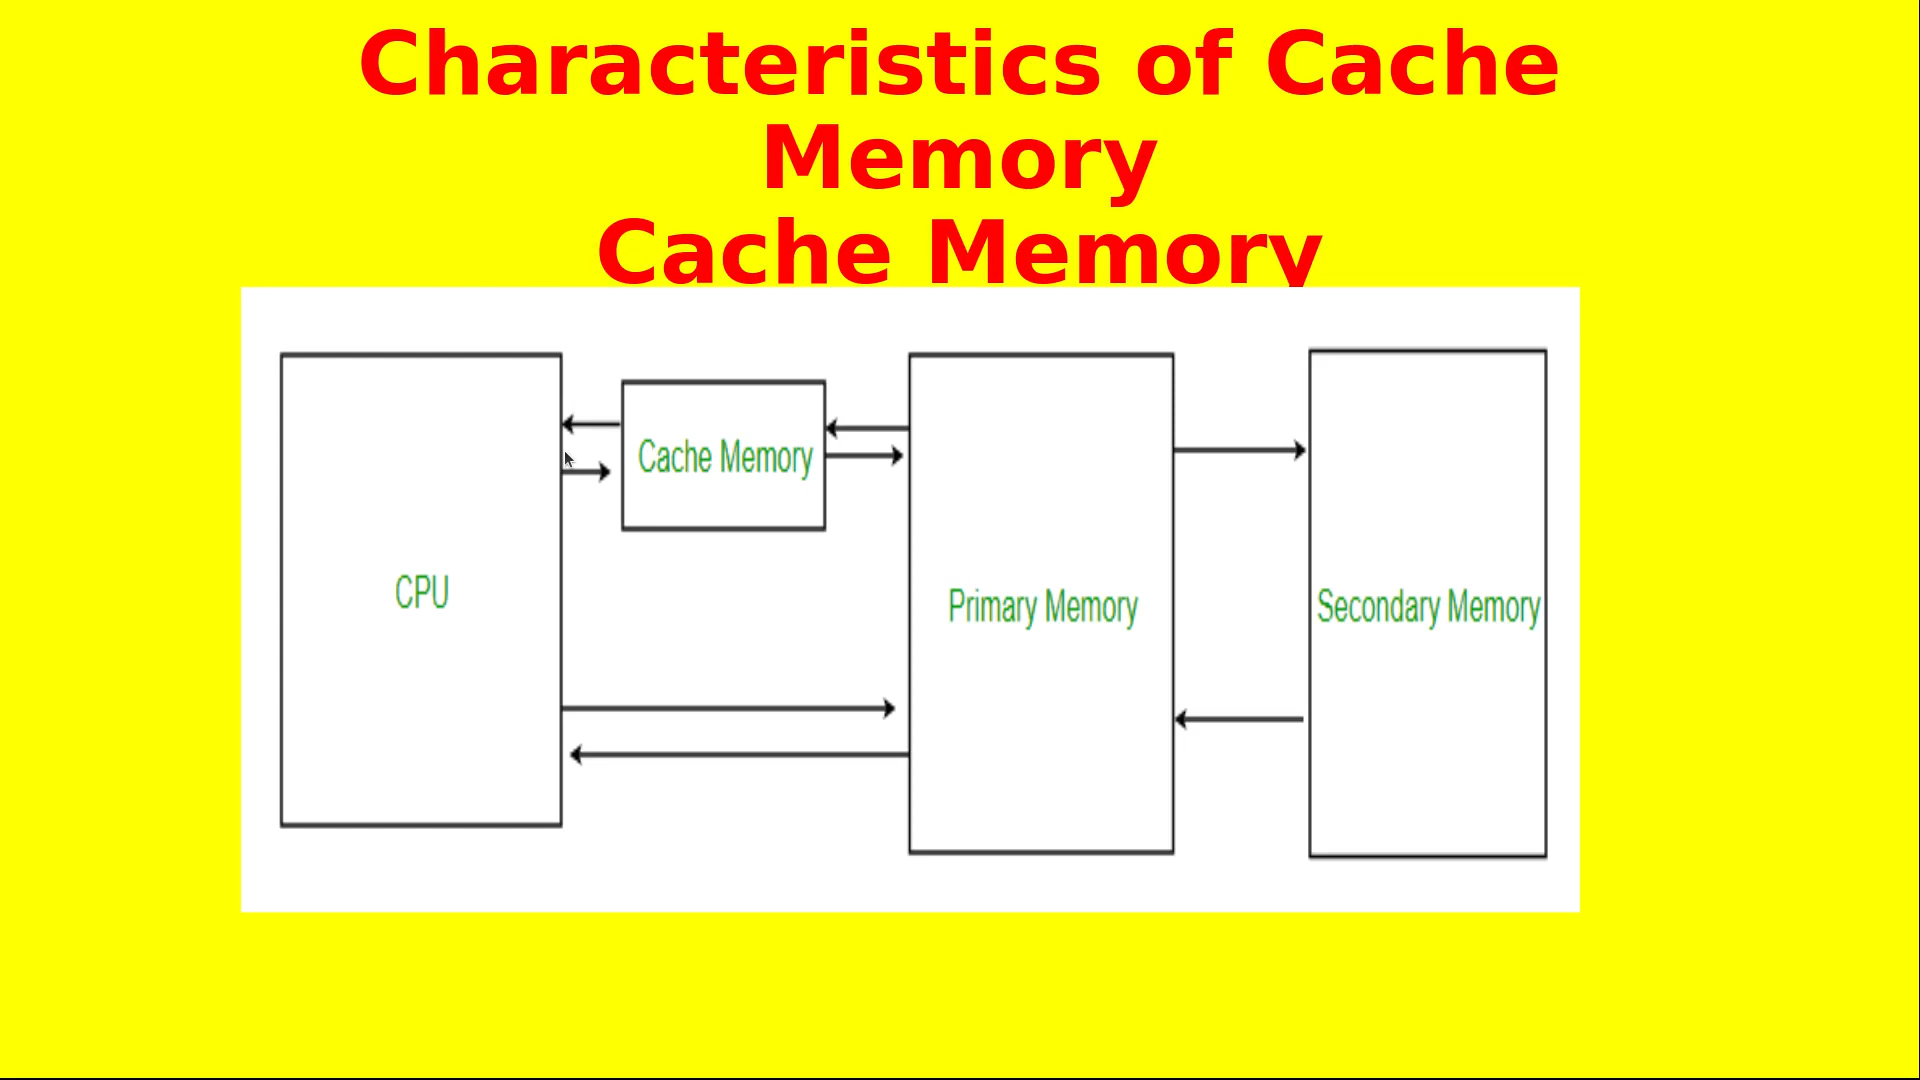 Characteristics of Cache
Memory
Cache Memory
Cache Memory
CPU
Primary Memory
Secondary Memory